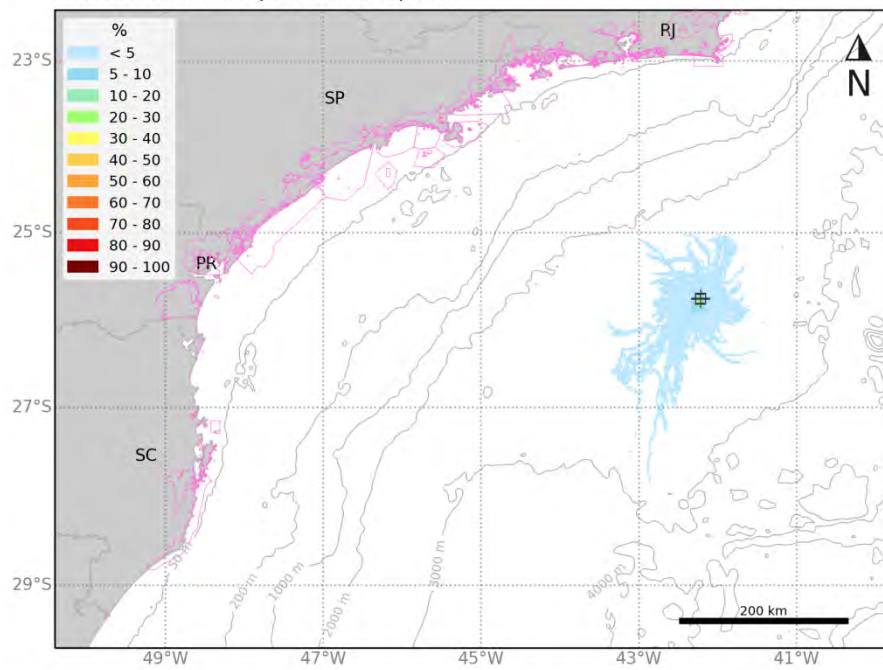 %
< 5
5 - 10
10 - 20
20 - 30
30 - 40
40 - 50
50 - 60
60 - 70
70 - 80
80 - 90
90 - 100
RJ
SP
PR
SC
N
23°S
25°S
27°S
29°S
50 m
200 m
1000 m
2000 m
3000 m
4000 m
200 km
49°W
47°W
45°W
43°W
41°W